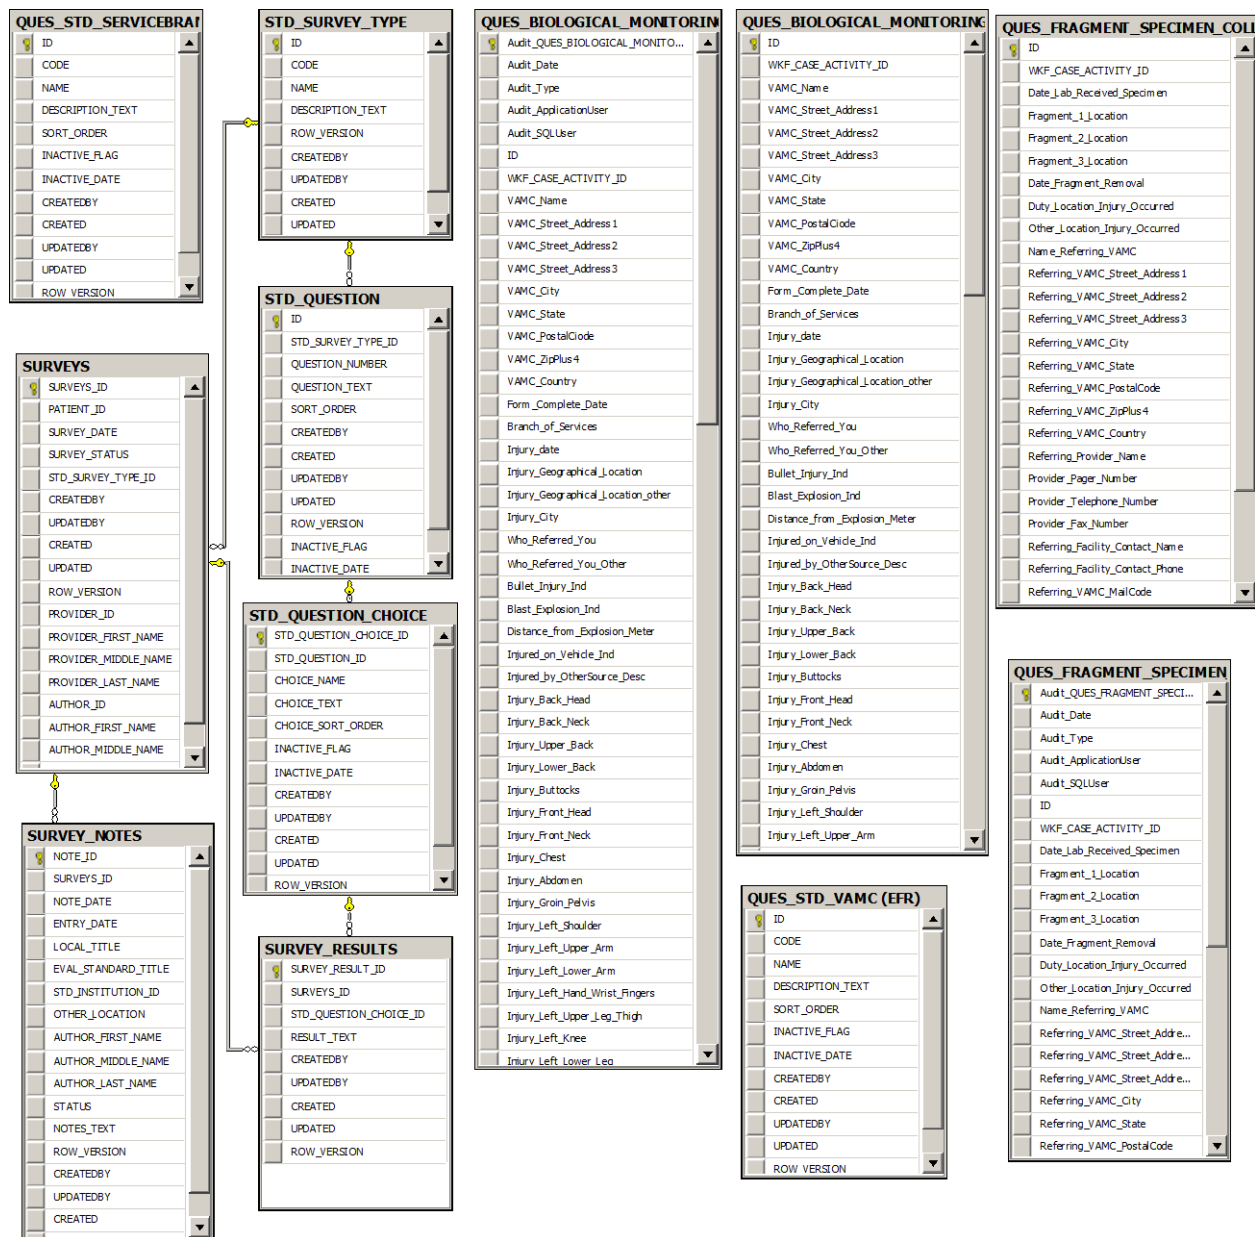 QUES_STD_SERVICEBRAN
ID
CODE
NAME
DESCRIPTION_TEXT
SORT_ORDER
INACTIVE_FLAG
INACTIVE_DATE
CREATEDBY
CREATED
UPDATEDBY
UPDATED
ROW_VERSION
STD_SURVEY_TYPE
ID
CODE
NAME
DESCRIPTION_TEXT
ROW_VERSION
CREATEDBY
UPDATEDBY
CREATED
UPDATED
STD_QUESTION
ID
STD_SURVEY_TYPE_ID
QUESTION_NUMBER
QUESTION_TEXT
SORT_ORDER
CREATEDBY
CREATED
UPDATEDBY
UPDATED
ROW_VERSION
INACTIVE_FLAG
INACTIVE_DATE
SURVEYS
SURVEYS_ID
PATIENT_ID
SURVEY_DATE
SURVEY_STATUS
STD_SURVEY_TYPE_ID
CREATEDBY
UPDATEDBY
CREATED
UPDATED
ROW_VERSION
PROVIDER_ID
PROVIDER_FIRST_NAME
PROVIDER_MIDDLE_NAME
PROVIDER_LAST_NAME
AUTHOR_ID
AUTHOR_FIRST_NAME
AUTHOR_MIDDLE_NAME
STD_QUESTION_CHOICE
STD_QUESTION_CHOICE_ID
STD_QUESTION_ID
CHOICE_NAME
CHOICE_TEXT
CHOICE_SORT_ORDER
INACTIVE_FLAG
INACTIVE_DATE
CREATEDBY
UPDATEDBY
CREATED
UPDATED
ROW_VERSION
SURVEY_NOTES
NOTE_ID
SURVEYS_ID
NOTE_DATE
ENTRY_DATE
LOCAL_TITLE
EVAL_STANDARD_TITLE
STD_INSTITUTION_ID
OTHER_LOCATION
AUTHOR_FIRST_NAME
AUTHOR_MIDDLE_NAME
AUTHOR_LAST_NAME
STATUS
NOTES_TEXT
ROW_VERSION
CREATEDBY
UPDATEDBY
CREATED
SURVEY_RESULTS
SURVEY_RESULT_ID
SURVEYS_ID
STD_QUESTION_CHOICE_ID
RESULT_TEXT
CREATEDBY
UPDATEDBY
CREATED
UPDATED
ROW_VERSION
QUES_BIOLOGICAL_MONITORING
Audit_QUES_BIOLOGICAL_MONITO...
Audit_Date
Audit_Type
Audit_ApplicationUser
Audit_SQLUser
ID
WKF_CASE_ACTIVITY_ID
VAMC_Name
VAMC_Street_Address1
VAMC_Street_Address2
VAMC_Street_Address3
VAMC_City
VAMC_State
VAMC_PostalCiode
VAMC_ZipPlus4
VAMC_Country
Form_Complete_Date
Branch_of_Services
Injury_date
Injury_Geographical_Location
Injury_Geographical_Location_other
Injury_City
Who_Referred_You
Who_Referred_You_Other
Bullet_Injury_Ind
Blast_Explosion_Ind
Distance_from_Explosion_Meter
Injured_on_Vehicle_Ind
Injured_by_OtherSource_Desc
Injury_Back_Head
Injury_Back_Neck
Injury_Upper_Back
Injury_Lower_Back
Injury_Buttocks
Injury_Front_Head
Injury_Front_Neck
Injury_Chest
Injury_Abdomen
Injury_Groin_Pelvis
Injury_Left_Shoulder
Injury_Left_Upper_Arm
Injury_Left_Lower_Arm
Injury_Left_Hand_Wrist_Fingers
Injury_Left_Upper_Leg_Thigh
Injury_Left_Knee
Injury_Left_Lower_Leg
QUES_BIOLOGICAL_MONITORING
ID
WKF_CASE_ACTIVITY_ID
VAMC_Name
VAMC_Street_Address1
VAMC_Street_Address2
VAMC_Street_Address3
VAMC_City
VAMC_State
VAMC_PostalCiode
VAMC_ZipPlus4
VAMC_Country
Form_Complete_Date
Branch_of_Services
Injury_date
Injury_Geographical_Location
Injury_Geographical_Location_other
Injury_City
Who_Referred_You
Who_Referred_You_Other
Bullet_Injury_Ind
Blast_Explosion_Ind
Distance_from_Explosion_Meter
Injured_on_Vehicle_Ind
Injured_by_OtherSource_Desc
Injury_Back_Head
Injury_Back_Neck
Injury_Upper_Back
Injury_Lower_Back
Injury_Buttocks
Injury_Front_Head
Injury_Front_Neck
Injury_Chest
Injury_Abdomen
Injury_Groin_Pelvis
Injury_Left_Shoulder
Injury_Left_Upper_Arm
QUES_STD_VAMC (EFR)
ID
CODE
NAME
DESCRIPTION_TEXT
SORT_ORDER
INACTIVE_FLAG
INACTIVE_DATE
CREATEDBY
CREATED
UPDATEDBY
UPDATED
ROW_VERSION
QUES_FRAGMENT_SPECIMEN_COLL
ID
WKF_CASE_ACTIVITY_ID
Date_Lab_Received_Specimen
Fragment_1_Location
Fragment_2_Location
Fragment_3_Location
Date_Fragment_Removal
Duty_Location_Injury_Occurred
Other_Location_Injury_Occurred
Name_Referring_VAMC
Referring_VAMC_Street_Address1
Referring_VAMC_Street_Address2
Referring_VAMC_Street_Address3
Referring_VAMC_City
Referring_VAMC_State
Referring_VAMC_PostalCode
Referring_VAMC_ZipPlus4
Referring_VAMC_Country
Referring_Provider_Name
Provider_Pager_Number
Provider_Telephone_Number
Provider_Fax_Number
Referring_Facility_Contact_Name
Referring_Facility_Contact_Phone
Referring_VAMC_MailCode
QUES_FRAGMENT_SPECIMEN_
Audit_QUES_FRAGMENT_SPECI...
Audit_Date
Audit_Type
Audit_ApplicationUser
Audit_SQLUser
ID
WKF_CASE_ACTIVITY_ID
Date_Lab_Received_Specimen
Fragment_1_Location
Fragment_2_Location
Fragment_3_Location
Date_Fragment_Removal
Duty_Location_Injury_Occurred
Other_Location_Injury_Occurred
Name_Referring_VAMC
Referring_VAMC_Street_Addre...
Referring_VAMC_Street_Addre...
Referring_VAMC_Street_Addre...
Referring_VAMC_City
Referring_VAMC_State
Referring_VAMC_PostalCode